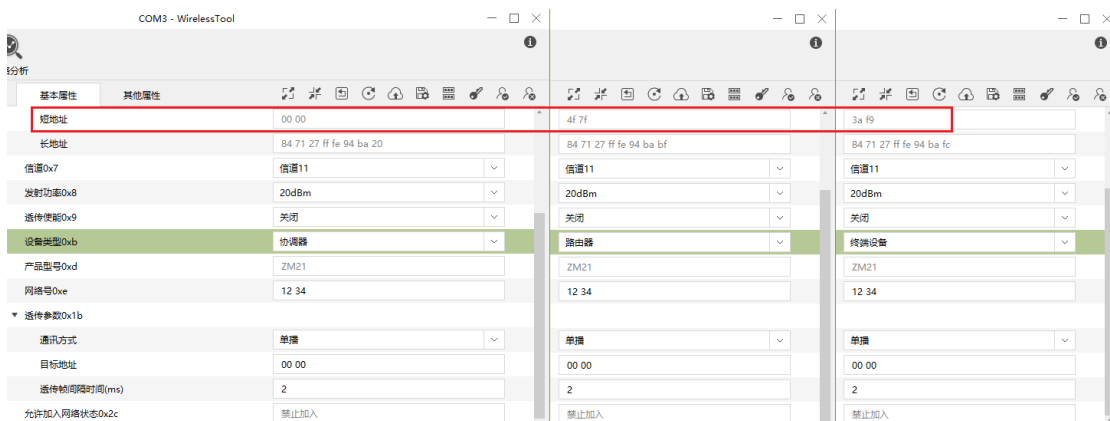 COM3 - WirelessTool
分析
基本属性 其他属性
短地址 00 00 4f 7f 3a f9
长地址 84 71 27 ff fe 94 ba 20 84 71 27 ff fe 94 ba bf 84 71 27 ff fe 94 ba fc
信道0x7 信道11 信道11 信道11
发射功率0x8 20dBm 20dBm 20dBm
透传使能0x9 关闭 关闭 关闭
设备类型0xb 协调器 路由器 终端设备
产品型号0xd ZM21 ZM21 ZM21
网络号0xe 12 34 12 34 12 34
透传参数0x1b
通讯方式 单播 单播 单播
目标地址 00 00 00 00 00 00
透传帧间隔时间(ms) 2 2 2
允许加入网络状态0x2c 禁止加入 禁止加入 禁止加入